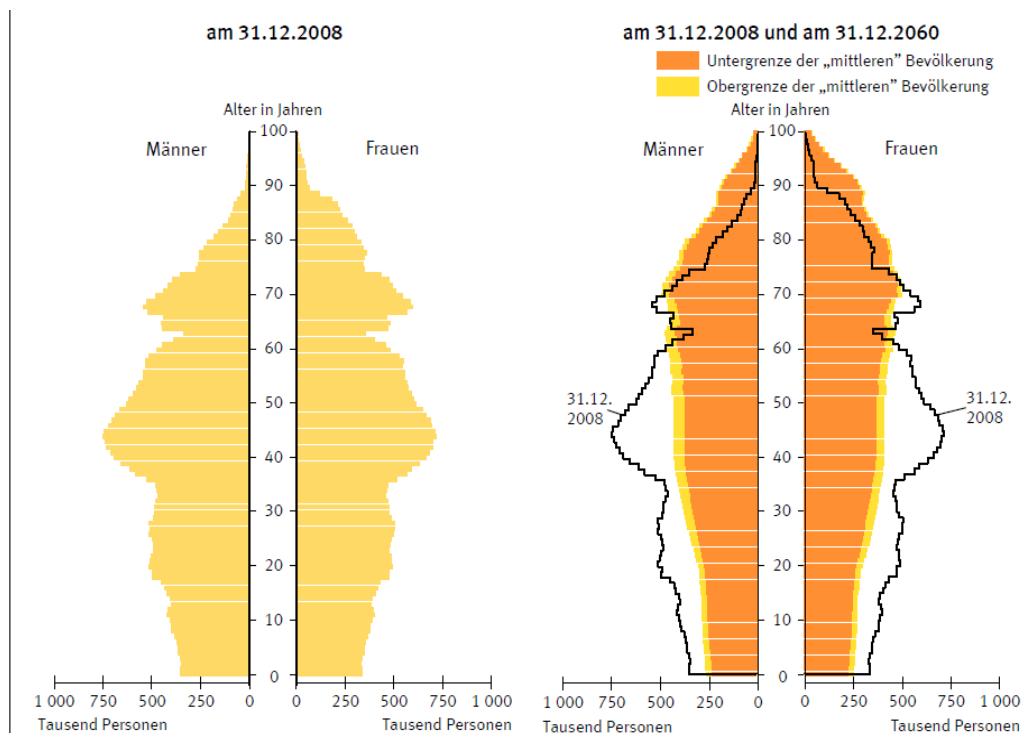 am 31.12.2008
Alter in Jahren
Männer
Frauen
100
90
80
70
60
50
40
30
20
10
0
1 000 750 500 250 0
0 250 500 750 1 000
Tausend Personen
Tausend Personen
am 31.12.2008 und am 31.12.2060
Untergrenze der „mittleren” Bevölkerung
Obergrenze der „mittleren” Bevölkerung
Alter in Jahren
Männer
Frauen
100
90
80
70
60
50
40
30
20
10
0
31.12.
2008
31.12.
2008
1 000 750 500 250 0
0 250 500 750 1 000
Tausend Personen
Tausend Personen